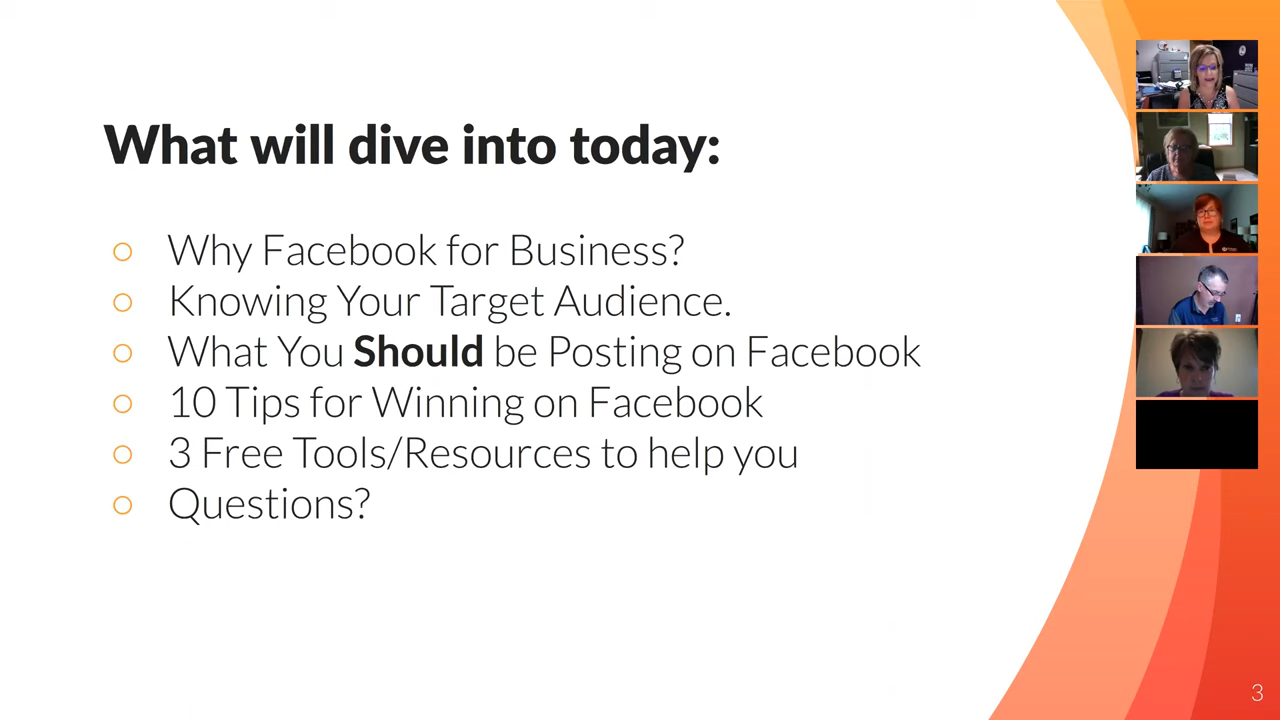 What will dive into today:
Why Facebook for Business?
Knowing Your Target Audience.
What You Should be Posting on Facebook
10 Tips for Winning on Facebook
3 Free Tools/Resources to help you
Questions?
3